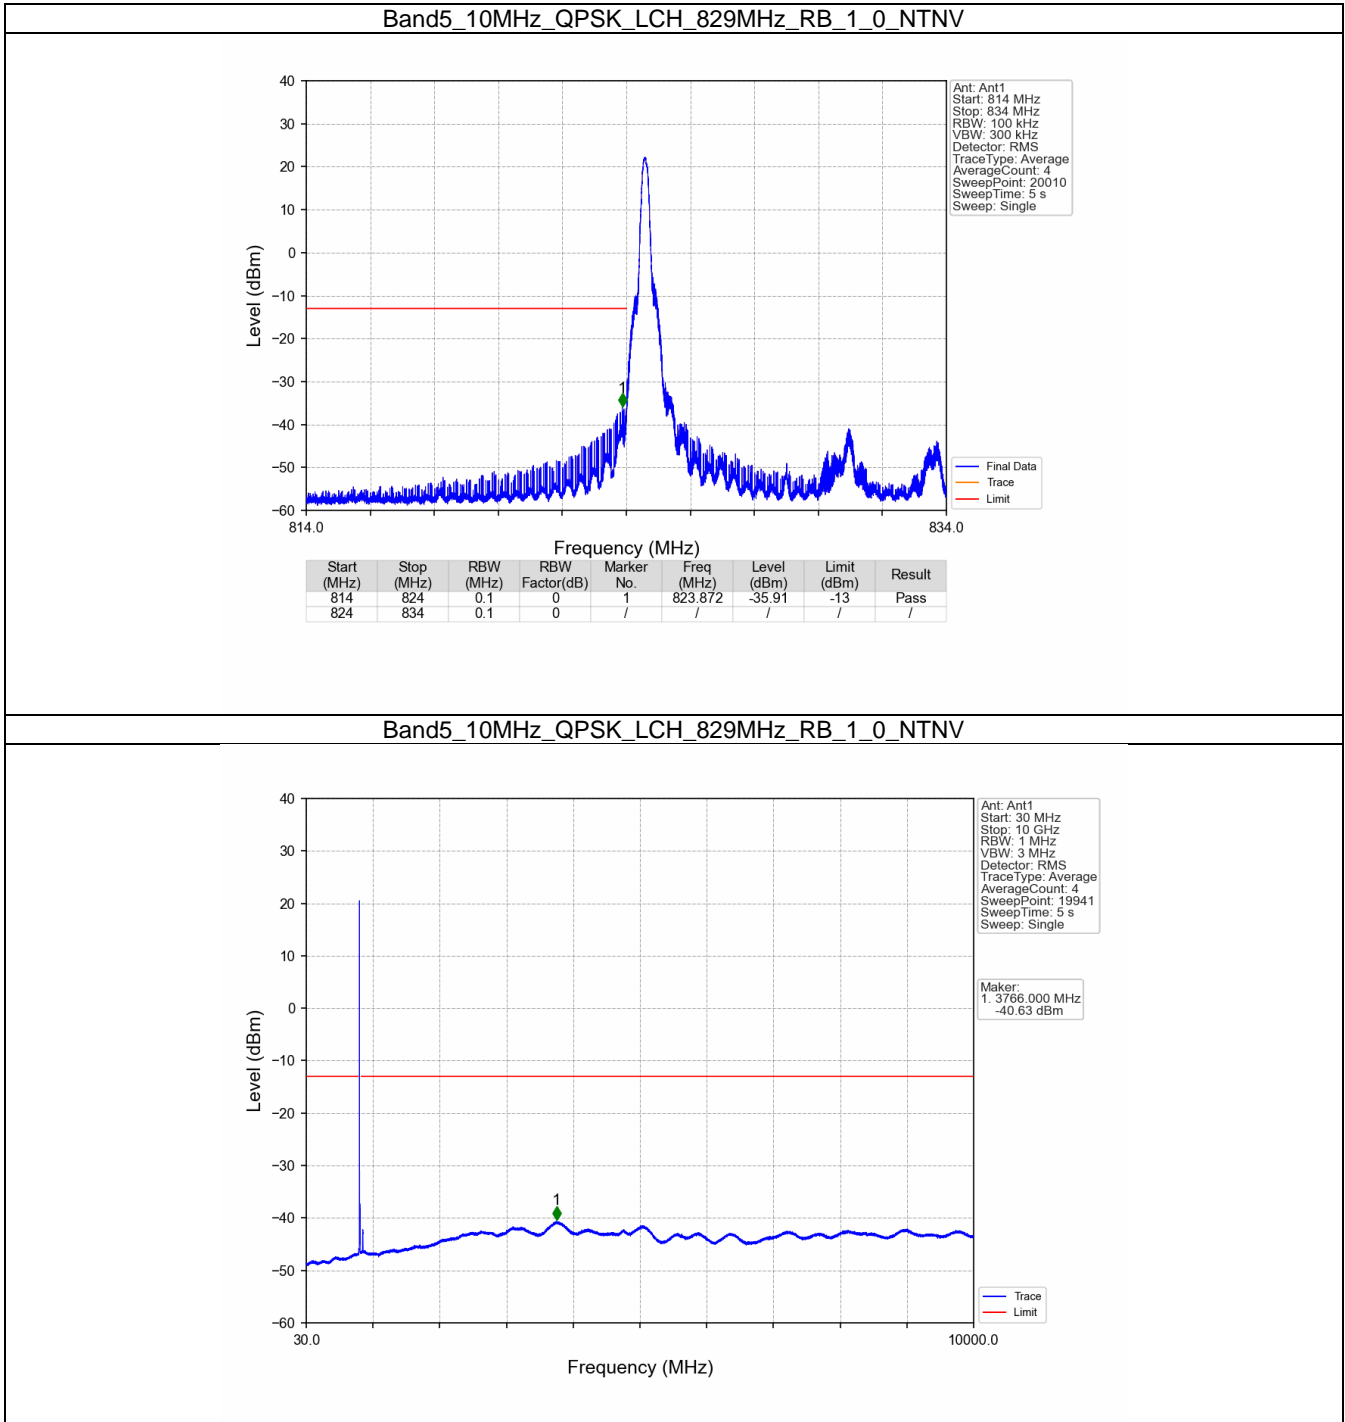 Band5_10MHz_QPSK_LCH_829MHz_RB_1_0_NTNV
40
30
20
10
0
−10
−20
−30
−40
−50
−60
Level (dBm)
1
814.0
834.0
Frequency (MHz)
Ant: Ant1
Start: 814 MHz
Stop: 834 MHz
RBW: 100 kHz
VBW: 300 kHz
Detector: RMS
TraceType: Average
AverageCount: 4
SweepPoint: 20010
SweepTime: 5 s
Sweep: Single
Final Data
Trace
Limit
Start (MHz) Stop (MHz) RBW (MHz) RBW Factor(dB) Marker No. Freq (MHz) Level (dBm) Limit (dBm) Result
814 824 0.1 0 1 823.872 -35.91 -13 Pass
824 834 0.1 0 / / / / /
Band5_10MHz_QPSK_LCH_829MHz_RB_1_0_NTNV
40
30
20
10
0
−10
−20
−30
−40
−50
−60
Level (dBm)
1
30.0
10000.0
Frequency (MHz)
Ant: Ant1
Start: 30 MHz
Stop: 10 GHz
RBW: 1 MHz
VBW: 3 MHz
Detector: RMS
TraceType: Average
AverageCount: 4
SweepPoint: 19941
SweepTime: 5 s
Sweep: Single
Maker:
1. 3766.000 MHz
-40.63 dBm
Trace
Limit